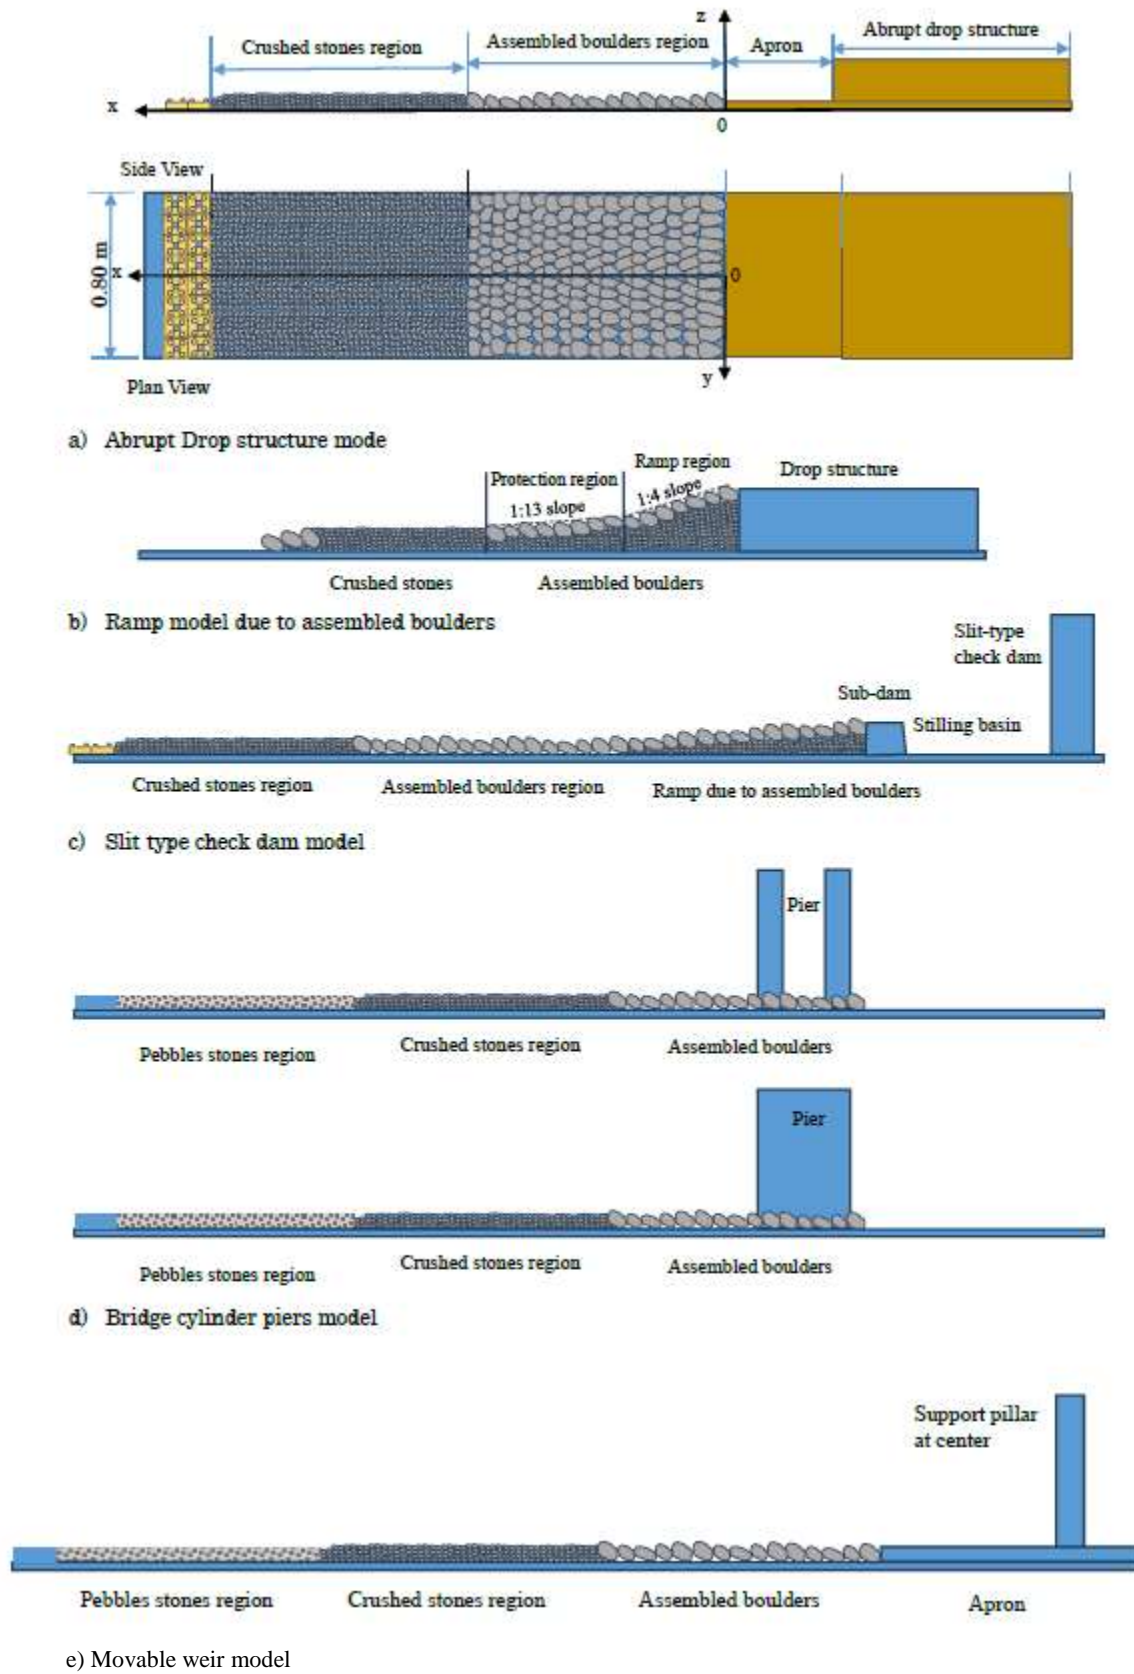 z
Crushed stones region
Assembled boulders region
Apron
Abrupt drop structure
x
0
Side View
0.80 m
x
0
y
Plan View
a) Abrupt Drop structure mode
Ramp region
Drop structure
Protection region
1:4 slope
1:13 slope
Crushed stones
Assembled boulders
b) Ramp model due to assembled boulders
Slit-type
check dam
Sub-dam
Stilling basin
Crushed stones region
Assembled boulders region
Ramp due to assembled boulders
c) Slit type check dam model
Pier
Pebbles stones region
Crushed stones region
Assembled boulders
Pier
Pebbles stones region
Crushed stones region
Assembled boulders
d) Bridge cylinder piers model
Support pillar
at center
Pebbles stones region
Crushed stones region
Assembled boulders
Apron
e) Movable weir model